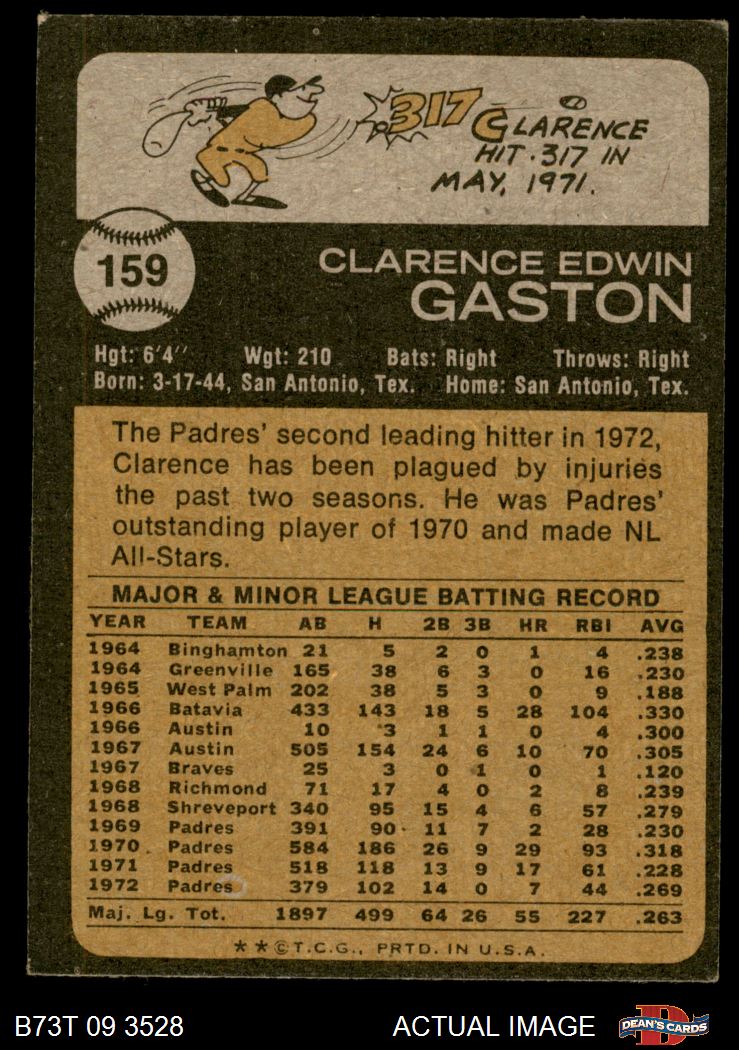 .317 CLARENCE
HIT .317 IN
MAY, 1971.
159
CLARENCE EDWIN
GASTON
Hgt: 6'4" Wgt: 210 Bats: Right Throws: Right
Born: 3-17-44, San Antonio, Tex. Home: San Antonio, Tex.
The Padres' second leading hitter in 1972,
Clarence has been plagued by injuries
the past two seasons. He was Padres'
outstanding player of 1970 and made NL
All-Stars.
MAJOR & MINOR LEAGUE BATTING RECORD
YEAR TEAM AB H 2B 3B HR RBI AVG
1964 Binghamton 21 5 2 0 1 4 .238
1964 Greenville 165 38 6 3 0 16 .230
1965 West Palm 202 38 5 3 0 9 .188
1966 Batavia 433 143 18 5 28 104 .330
1966 Austin 10 3 1 1 0 4 .300
1967 Austin 505 154 24 6 10 70 .305
1967 Braves 25 3 0 1 0 1 .120
1968 Richmond 71 17 4 0 2 8 .239
1968 Shreveport 340 95 15 4 6 57 .279
1969 Padres 391 90 11 7 2 28 .230
1970 Padres 584 186 26 9 29 93 .318
1971 Padres 518 118 13 9 17 61 .228
1972 Padres 379 102 14 0 7 44 .269
Maj. Lg. Tot. 1897 499 64 26 55 227 .263
**©T.C.G., PRTD. IN U.S.A.
B73T 09 3528 ACTUAL IMAGE D DEAN'S CARDS